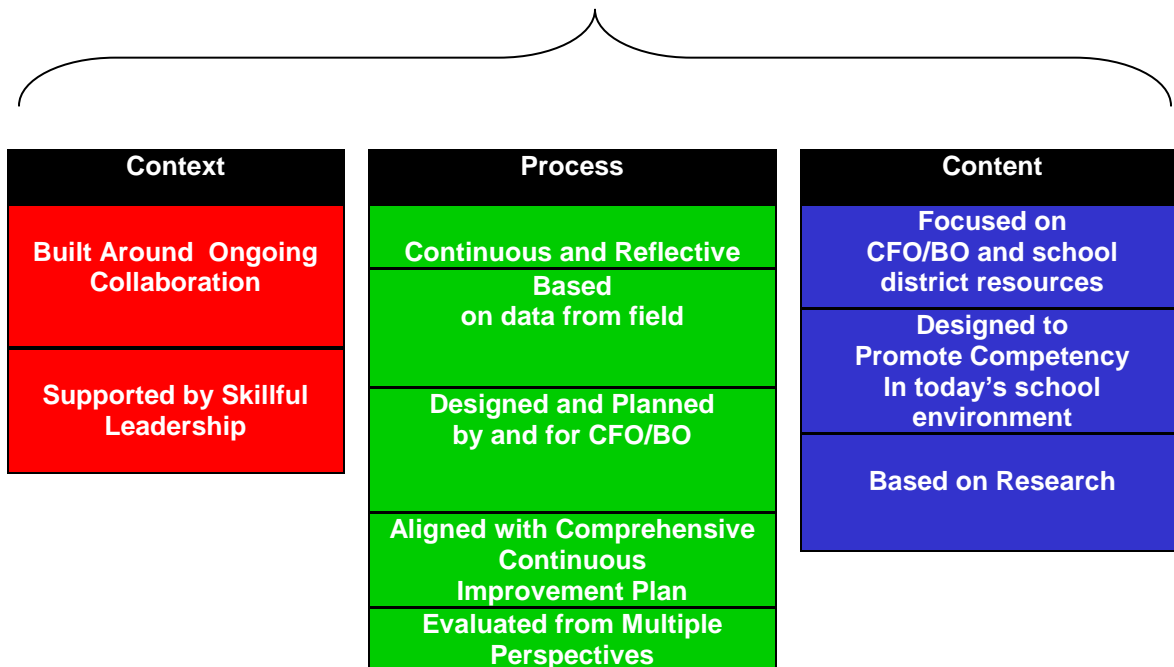 Context
Built Around Ongoing
Collaboration
Supported by Skillful
Leadership
Process
Continuous and Reflective
Based
on data from field
Designed and Planned
by and for CFO/BO
Aligned with Comprehensive
Continuous
Improvement Plan
Evaluated from Multiple
Perspectives
Content
Focused on
CFO/BO and school
district resources
Designed to
Promote Competency
In today's school
environment
Based on Research